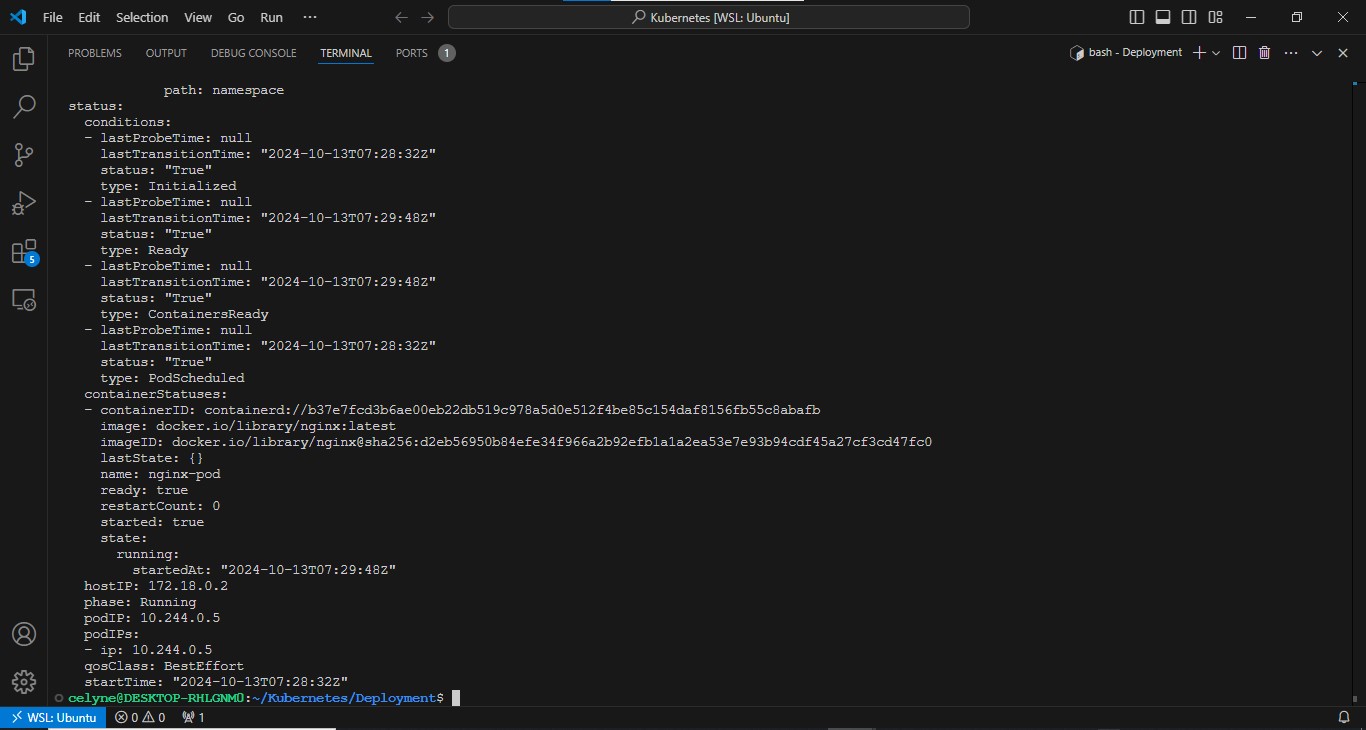 File Edit Selection View Go Run ··· Kubernetes [WSL: Ubuntu]
PROBLEMS OUTPUT DEBUG CONSOLE TERMINAL PORTS 1 bash - Deployment
            path: namespace
status:
  conditions:
  - lastProbeTime: null
    lastTransitionTime: "2024-10-13T07:28:32Z"
    status: "True"
    type: Initialized
  - lastProbeTime: null
    lastTransitionTime: "2024-10-13T07:29:48Z"
    status: "True"
    type: Ready
  - lastProbeTime: null
    lastTransitionTime: "2024-10-13T07:29:48Z"
    status: "True"
    type: ContainersReady
  - lastProbeTime: null
    lastTransitionTime: "2024-10-13T07:28:32Z"
    status: "True"
    type: PodScheduled
  containerStatuses:
  - containerID: containerd://b37e7fcd3b6ae00eb22db519c978a5d0e512f4be85c154daf8156fb55c8abafb
    image: docker.io/library/nginx:latest
    imageID: docker.io/library/nginx@sha256:d2eb56950b84efe34f966a2b92efb1a1a2ea53e7e93b94cdf45a27cf3cd47fc0
    lastState: {}
    name: nginx-pod
    ready: true
    restartCount: 0
    started: true
    state:
      running:
        startedAt: "2024-10-13T07:29:48Z"
  hostIP: 172.18.0.2
  phase: Running
  podIP: 10.244.0.5
  podIPs:
  - ip: 10.244.0.5
  qosClass: BestEffort
  startTime: "2024-10-13T07:28:32Z"
celyne@DESKTOP-RHLGNM0:~/Kubernetes/Deployment$
5
WSL: Ubuntu 0 0 1